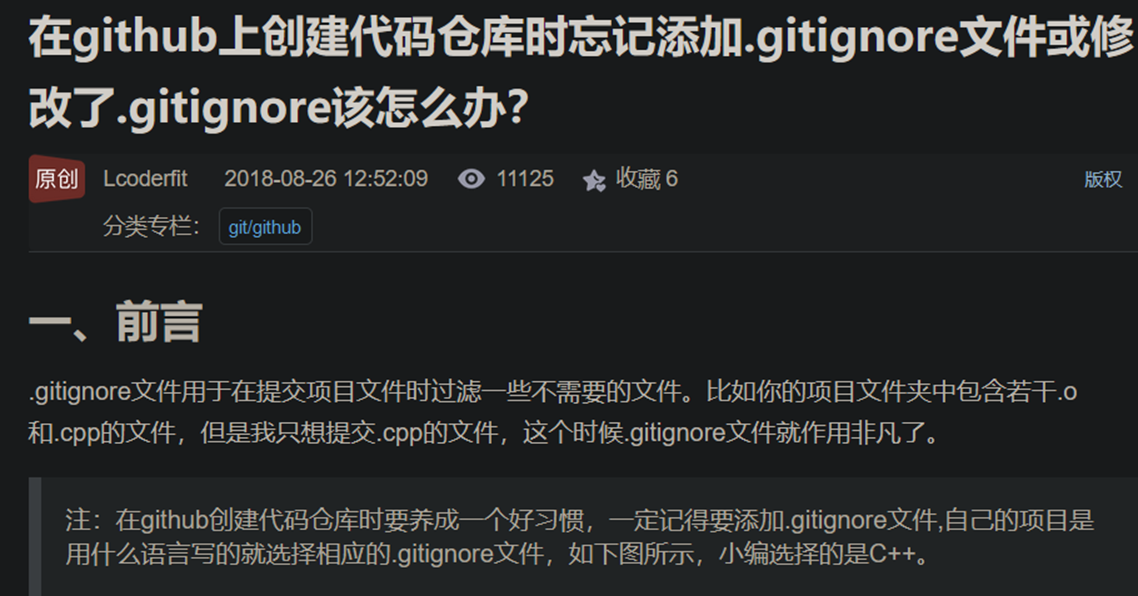 在github上创建代码仓库时忘记添加.gitignore文件或修
改了.gitignore该怎么办？
原创 Lcoderfit 2018-08-26 12:52:09 11125 收藏 6 版权
分类专栏： git/github
一、前言
.gitignore文件用于在提交项目文件时过滤一些不需要的文件。比如你的项目文件夹中包含若干.o
和.cpp的文件，但是我只想提交.cpp的文件，这个时候.gitignore文件就作用非凡了。
注：在github创建代码仓库时要养成一个好习惯，一定记得要添加.gitignore文件,自己的项目是
用什么语言写的就选择相应的.gitignore文件，如下图所示，小编选择的是C++。